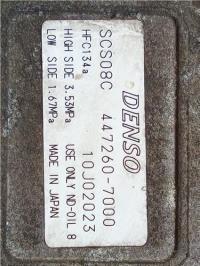 DENSO
SCS08C 447260-7000
HFC134a 10J02023
HIGH SIDE 3.53MPa USE ONLY ND-OIL 8
LOW SIDE 1.67MPa MADE IN JAPAN